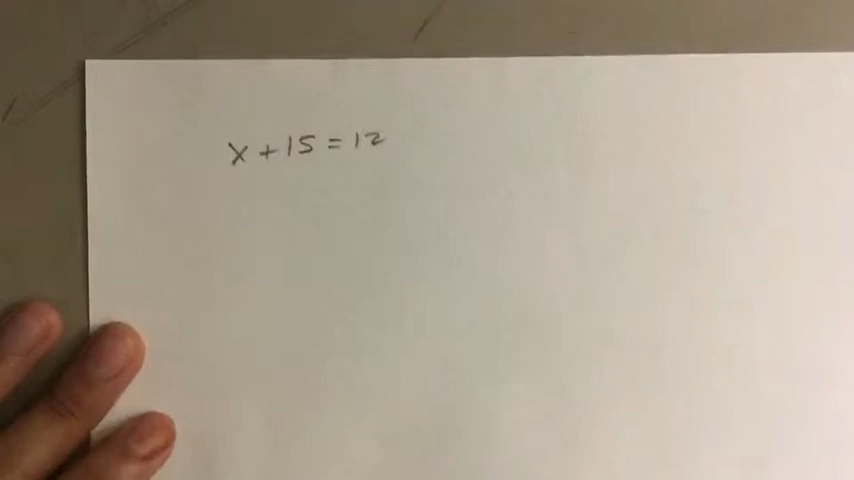 x + 15 = 12